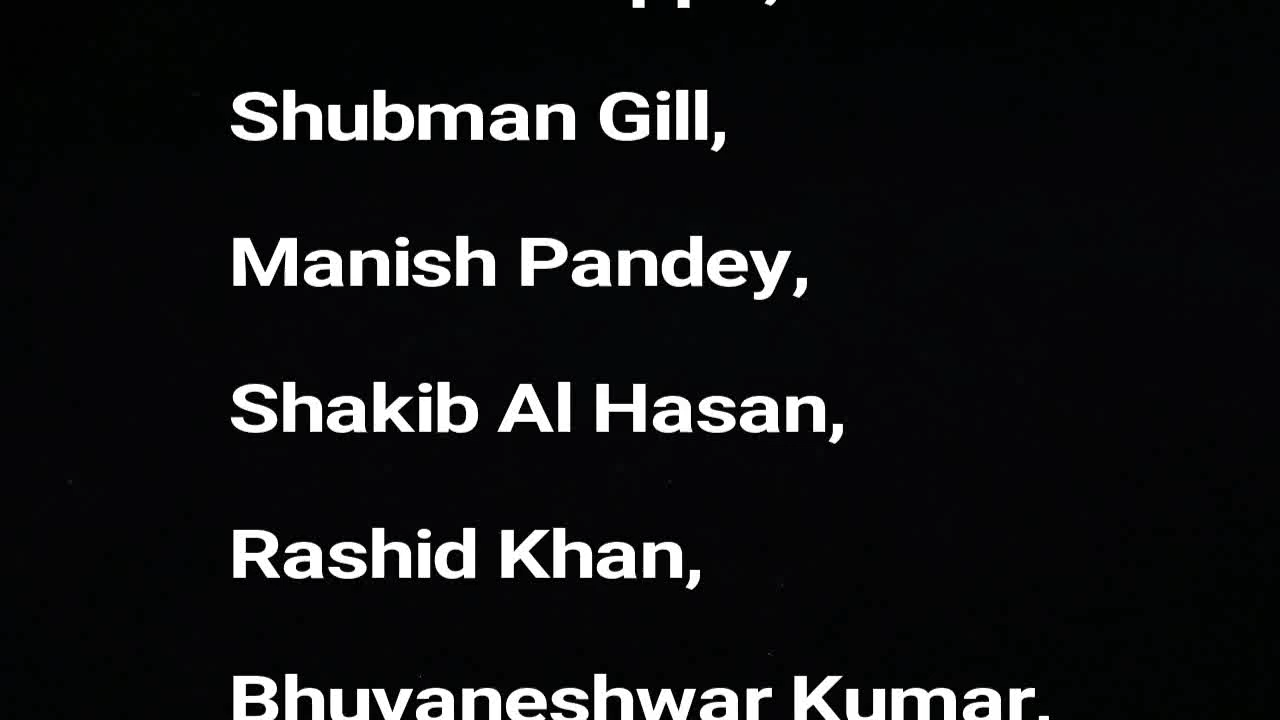 Shubman Gill,
Manish Pandey,
Shakib Al Hasan,
Rashid Khan,
Bhuvaneshwar Kumar,